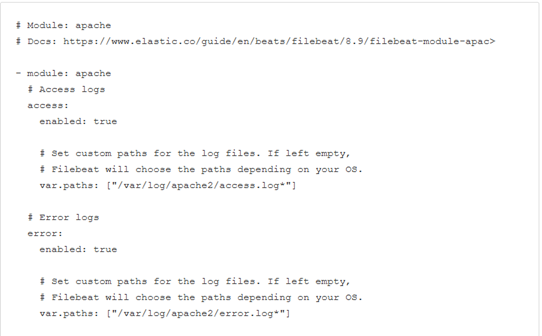 # Module: apache
# Docs: https://www.elastic.co/guide/en/beats/filebeat/8.9/filebeat-module-apac>
- module: apache
# Access logs
access:
enabled: true
# Set custom paths for the log files. If left empty,
# Filebeat will choose the paths depending on your OS.
var.paths: ["/var/log/apache2/access.log*"]
# Error logs
error:
enabled: true
# Set custom paths for the log files. If left empty,
# Filebeat will choose the paths depending on your OS.
var.paths: ["/var/log/apache2/error.log*"]